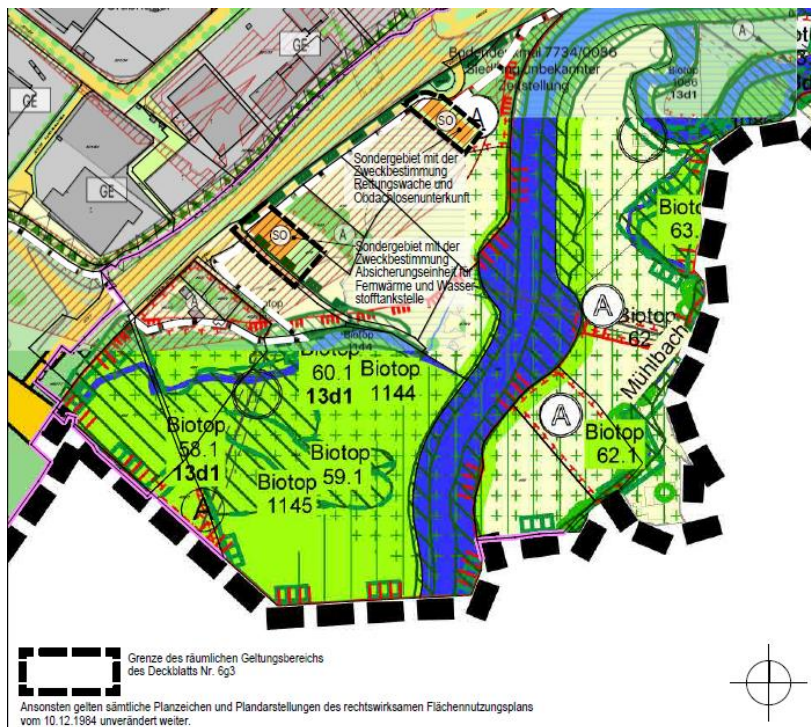 GE
GE
GE
A
Bodendenkmal 7734/0036
Siedlung unbekannter
Zeitstellung
Biotop
1086
13d1
SO
A
Sondergebiet mit der
Zweckbestimmung
Rettungswache und
Obdachlosenunterkunft
SO
A
Sondergebiet mit der
Zweckbestimmung
Absicherungseinheit für
Fernwärme und Wasser
stofftankstelle
Biotop
63.
A
A
Biotop
62.
Mühlbach
Biotop
1144
Biotop
60.1
13d1
Biotop
1144
A
Biotop
58.1
13d1
Biotop
59.1
Biotop
1145
Biotop
62.1
A
Grenze des räumlichen Geltungsbereichs
des Deckblatts Nr. 6g3
Ansonsten gelten sämtliche Planzeichen und Plandarstellungen des rechtswirksamen Flächennutzungsplans
vom 10.12.1984 unverändert weiter.